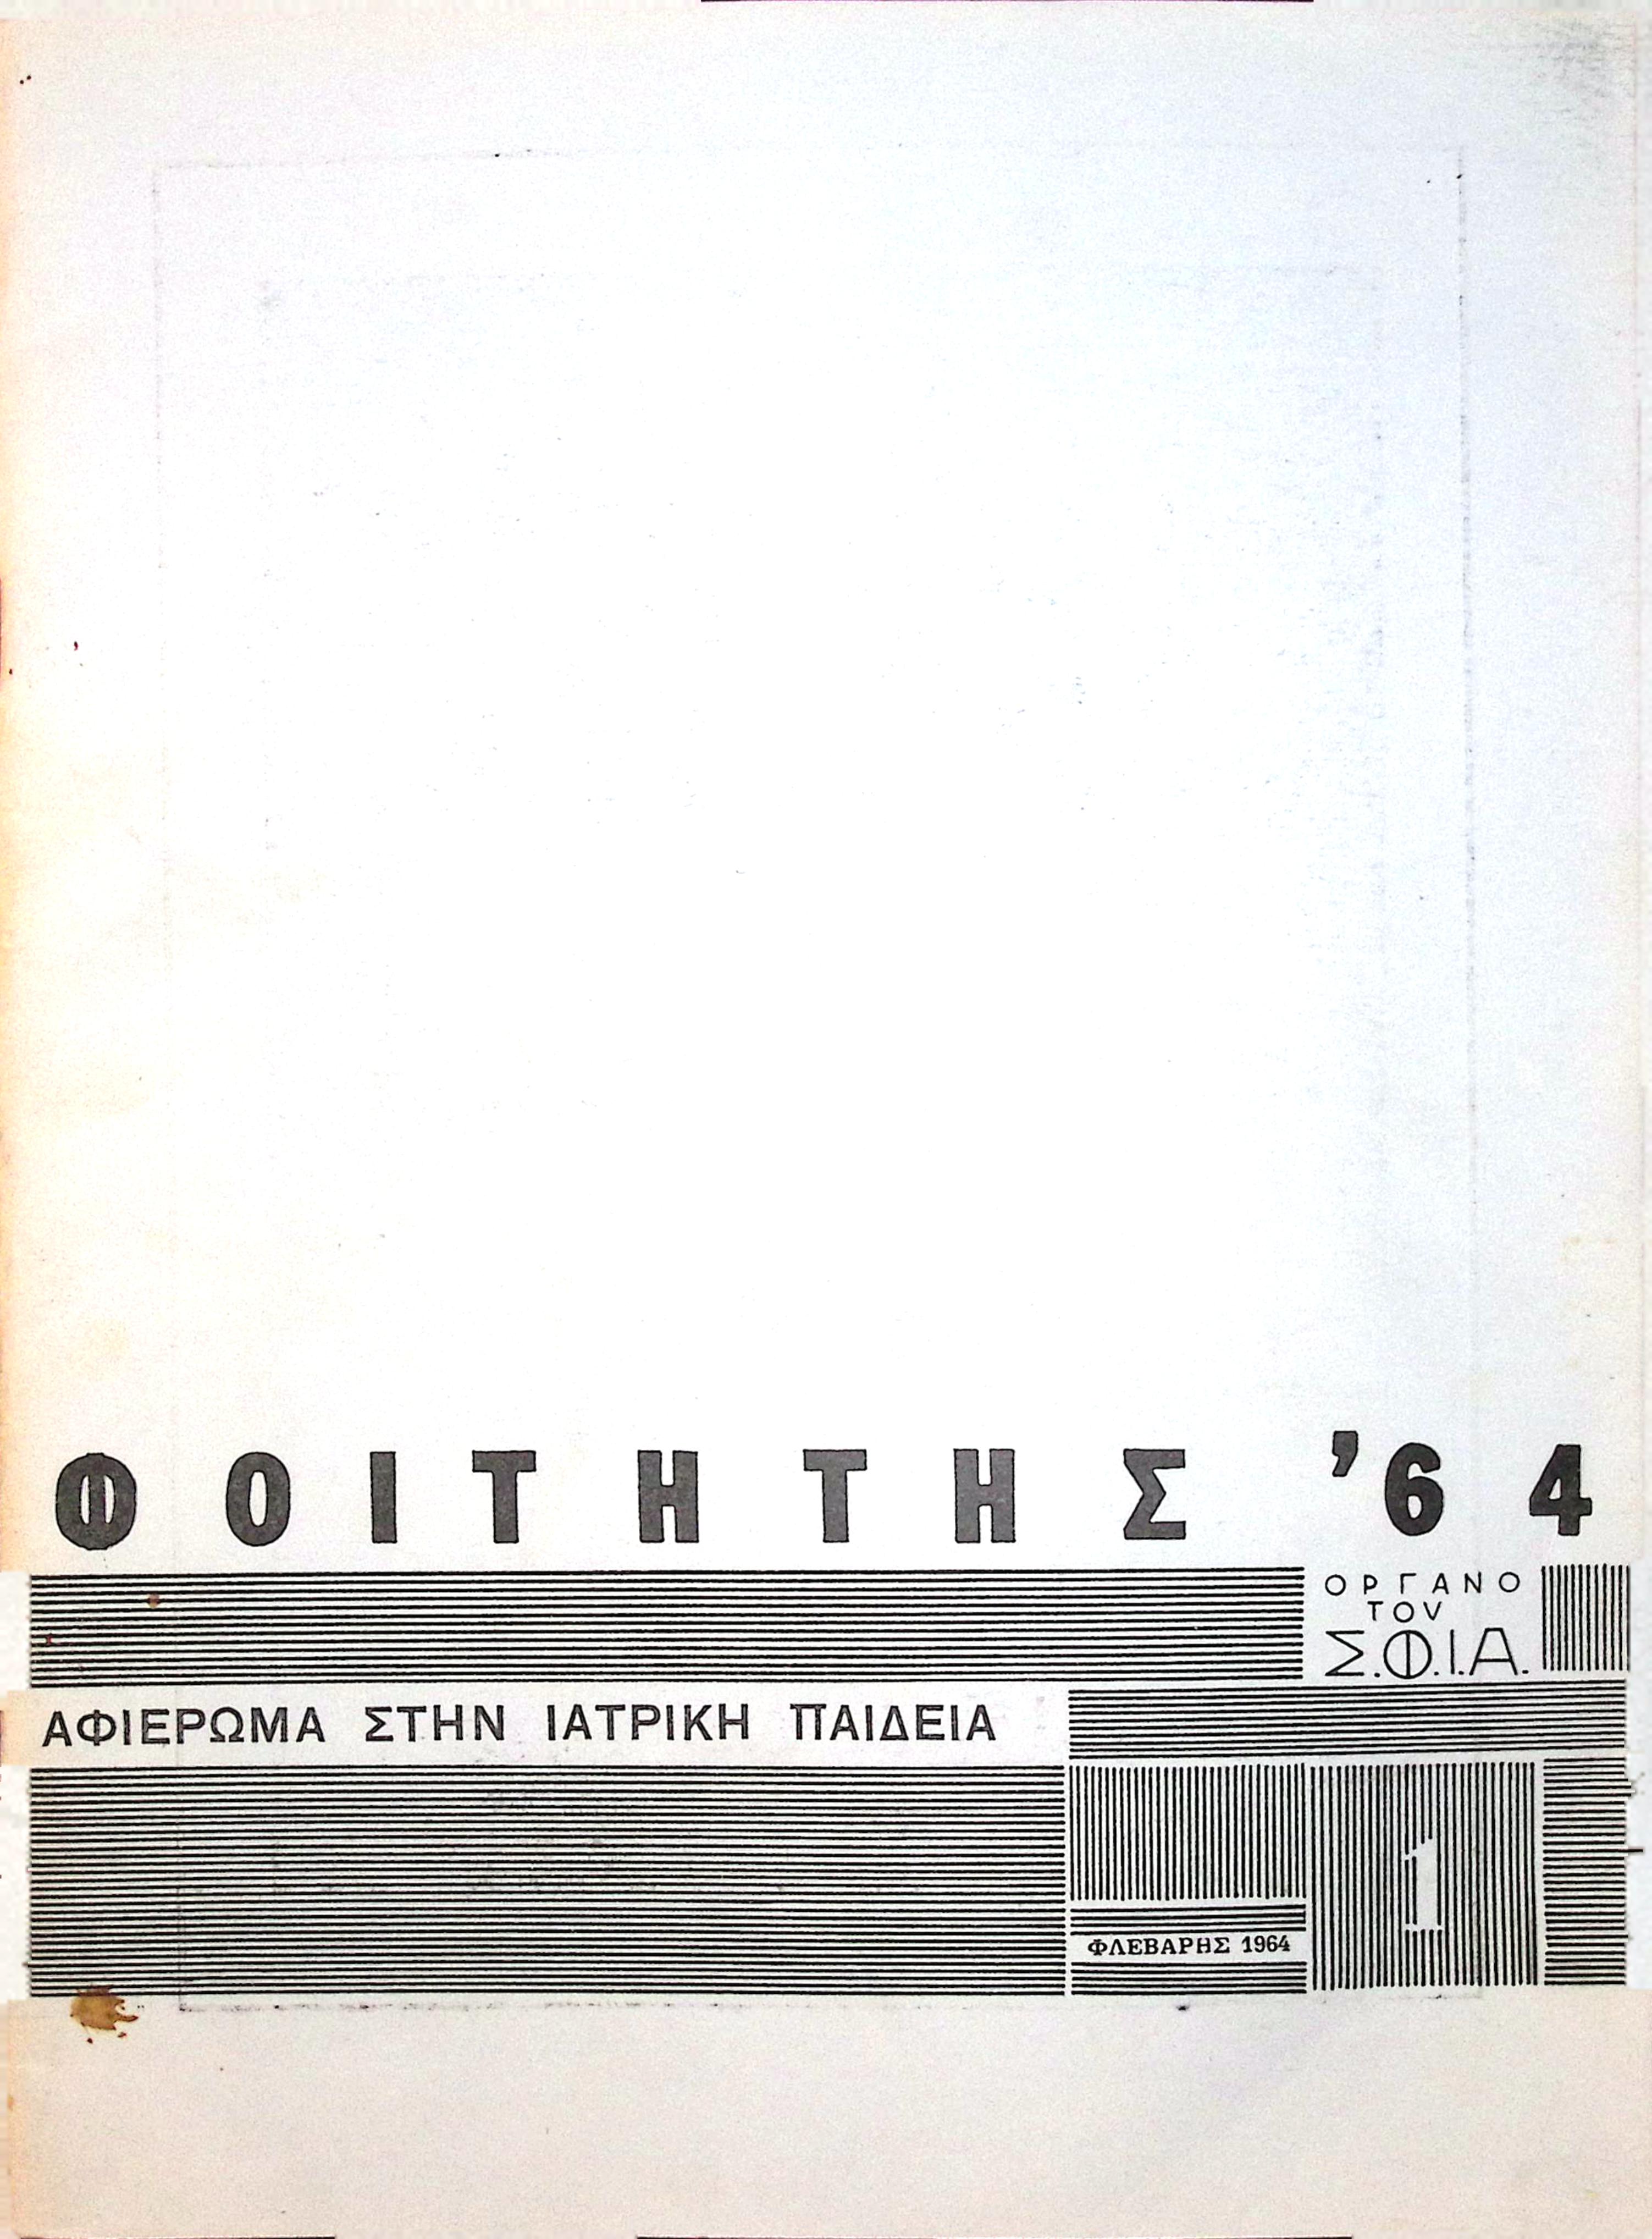 ΦΟΙΤΗΤΗΣ '64
ΟΡΓΑΝΟ
ΤΟΥ
Σ.Φ.Ι.Α.
ΑΦΙΕΡΩΜΑ ΣΤΗΝ ΙΑΤΡΙΚΗ ΠΑΙΔΕΙΑ
1
ΦΛΕΒΑΡΗΣ 1964